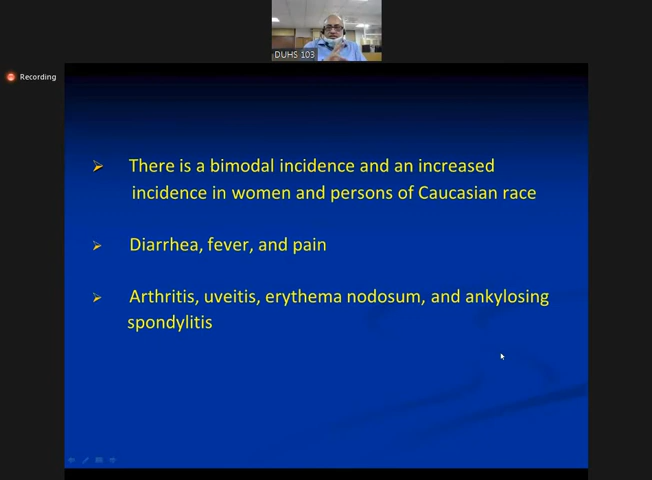 DUHS 103
Recording
There is a bimodal incidence and an increased
incidence in women and persons of Caucasian race
Diarrhea, fever, and pain
Arthritis, uveitis, erythema nodosum, and ankylosing
spondylitis